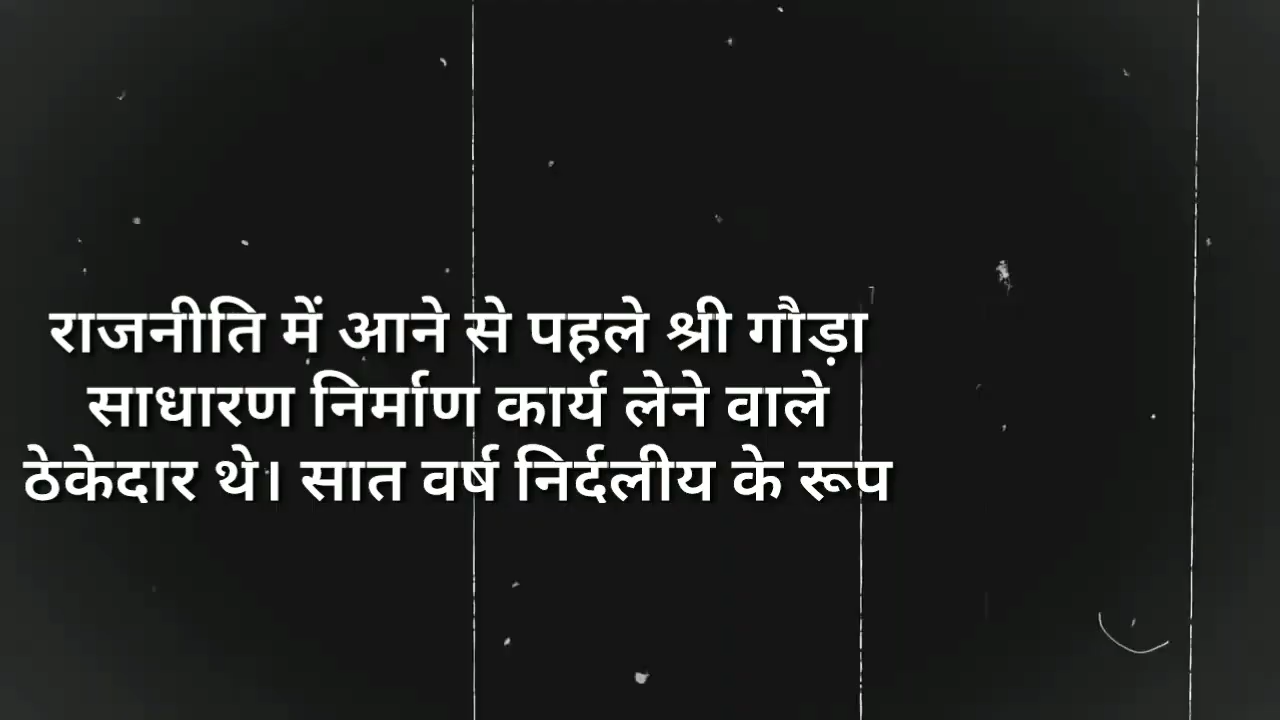 राजनीति में आने से पहले श्री गौड़ा
साधारण निर्माण कार्य लेने वाले
ठेकेदार थे। सात वर्ष निर्दलीय के रूप